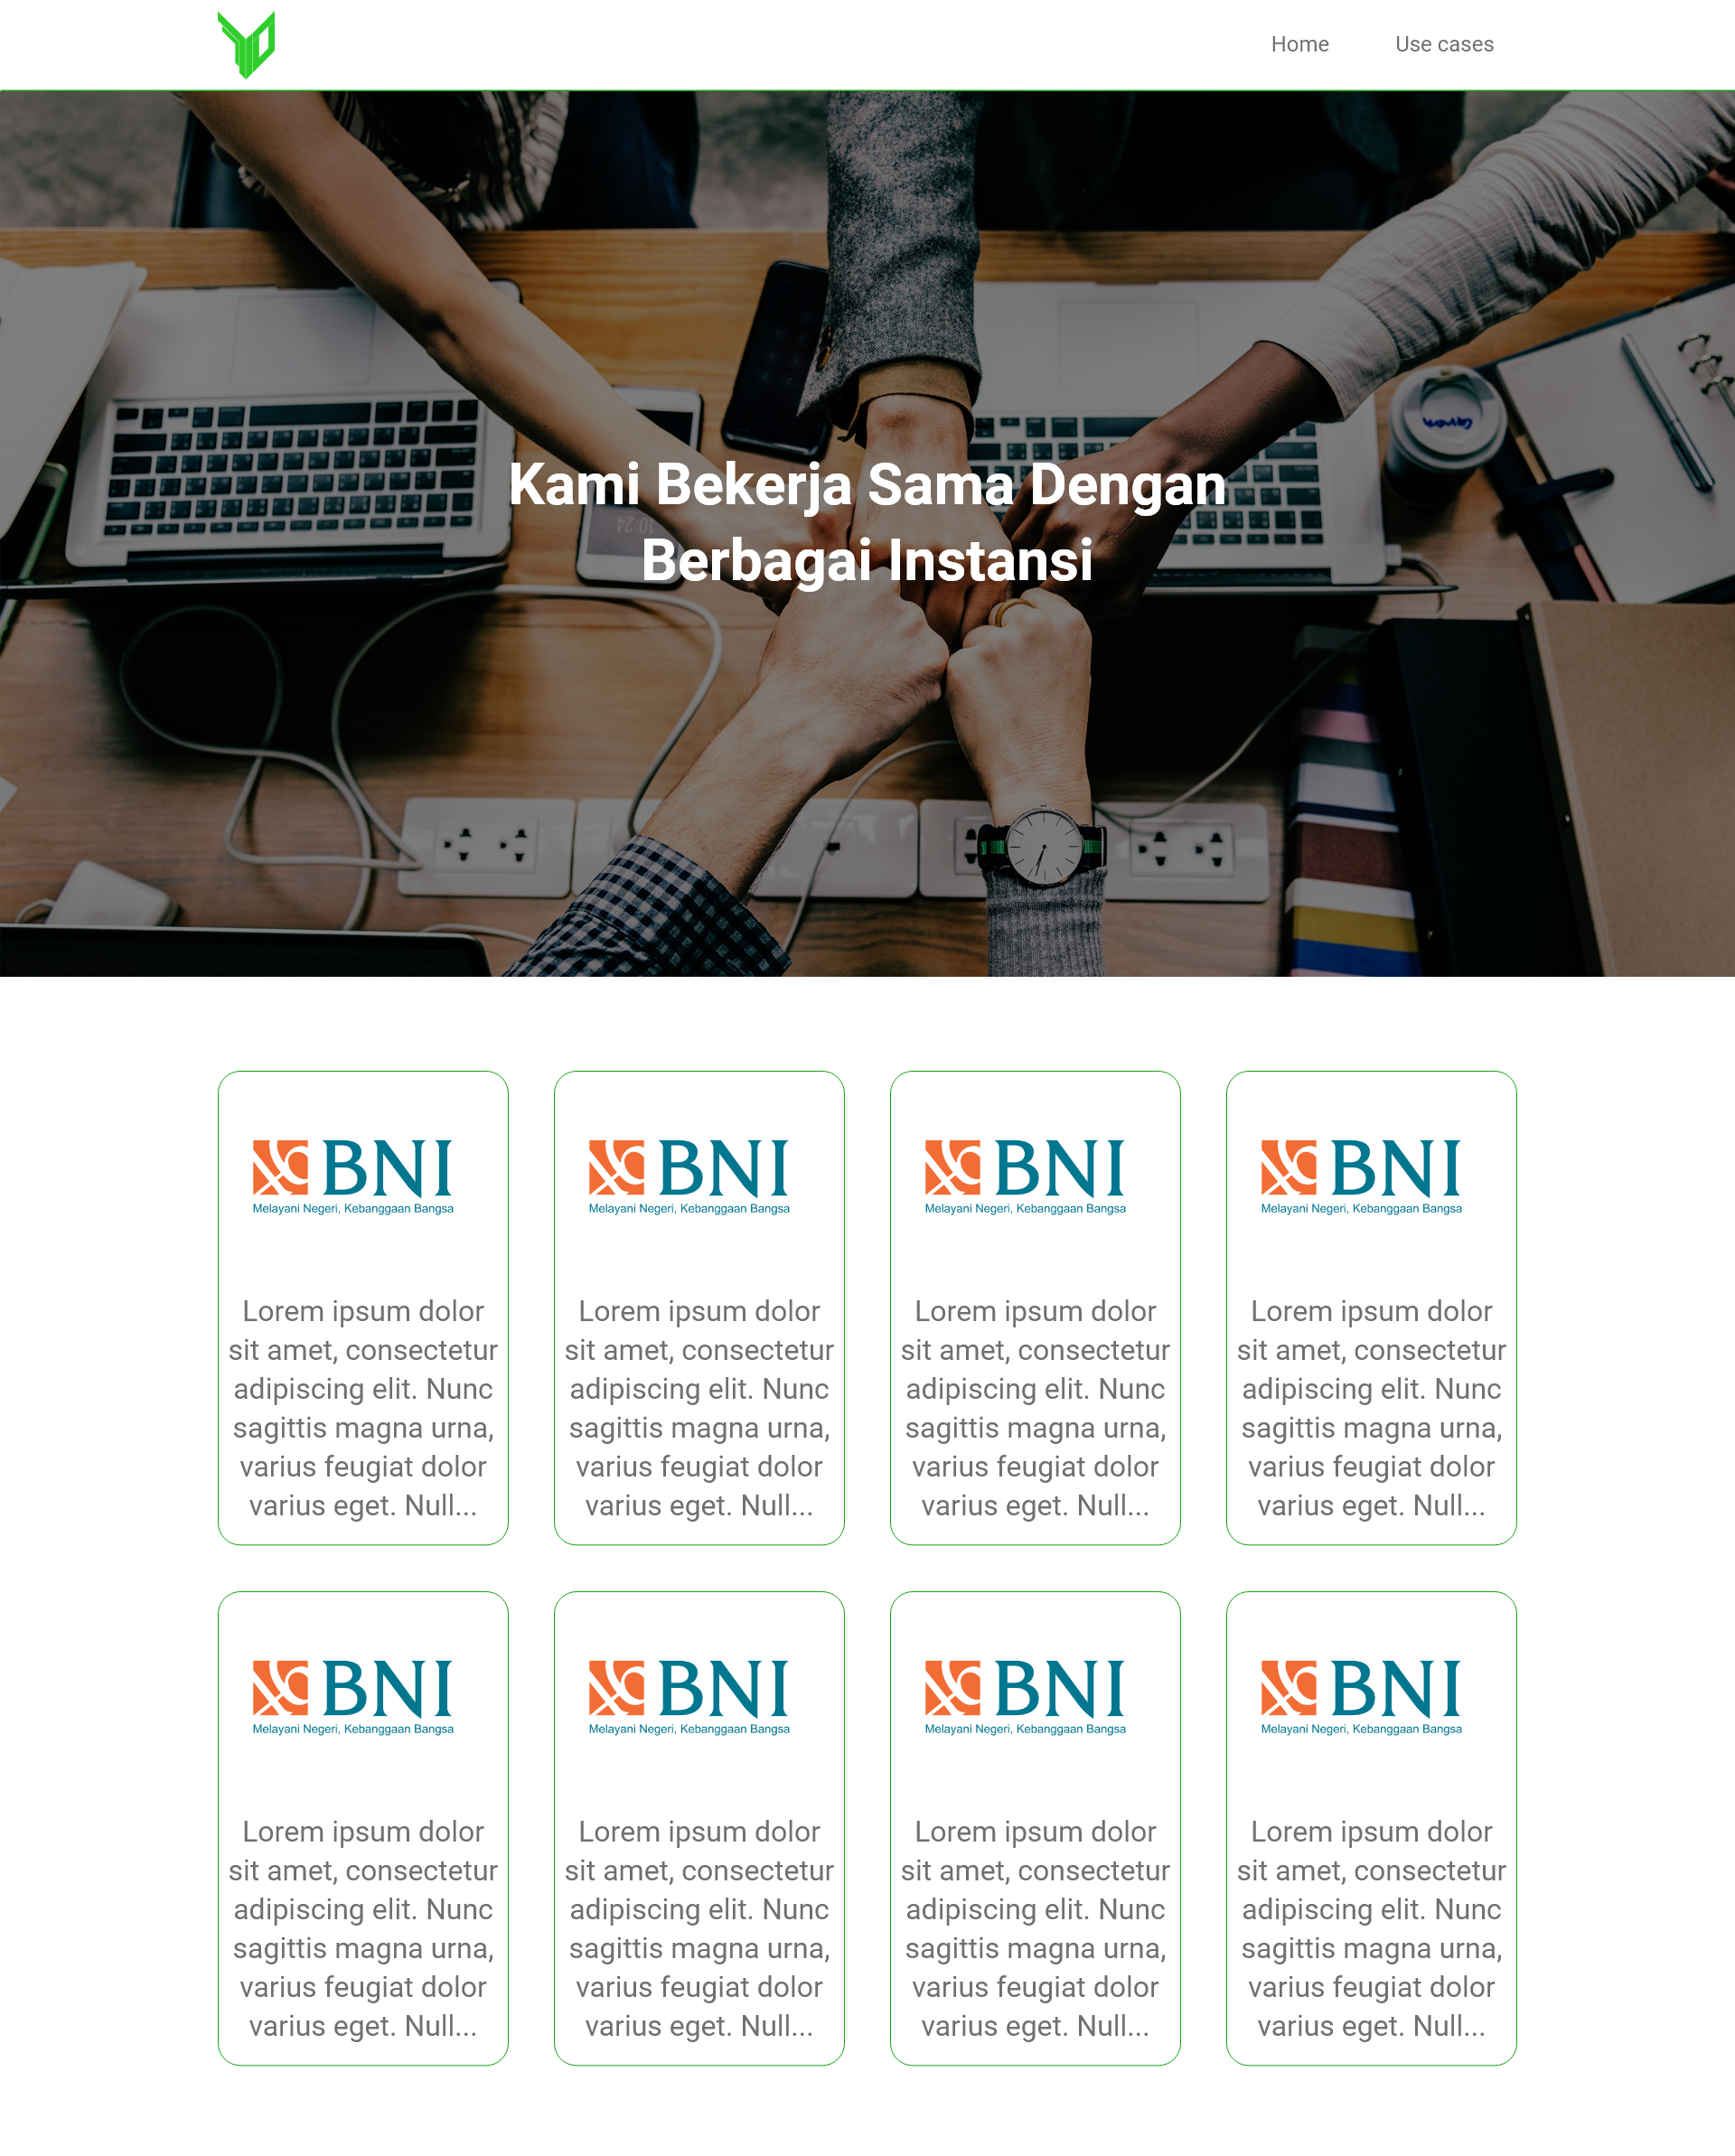 Home Use cases
Kami Bekerja Sama Dengan
Berbagai Instansi
BNI
Melayani Negeri, Kebanggaan Bangsa
Lorem ipsum dolor
sit amet, consectetur
adipiscing elit. Nunc
sagittis magna urna,
varius feugiat dolor
varius eget. Null...
BNI
Melayani Negeri, Kebanggaan Bangsa
Lorem ipsum dolor
sit amet, consectetur
adipiscing elit. Nunc
sagittis magna urna,
varius feugiat dolor
varius eget. Null...
BNI
Melayani Negeri, Kebanggaan Bangsa
Lorem ipsum dolor
sit amet, consectetur
adipiscing elit. Nunc
sagittis magna urna,
varius feugiat dolor
varius eget. Null...
BNI
Melayani Negeri, Kebanggaan Bangsa
Lorem ipsum dolor
sit amet, consectetur
adipiscing elit. Nunc
sagittis magna urna,
varius feugiat dolor
varius eget. Null...
BNI
Melayani Negeri, Kebanggaan Bangsa
Lorem ipsum dolor
sit amet, consectetur
adipiscing elit. Nunc
sagittis magna urna,
varius feugiat dolor
varius eget. Null...
BNI
Melayani Negeri, Kebanggaan Bangsa
Lorem ipsum dolor
sit amet, consectetur
adipiscing elit. Nunc
sagittis magna urna,
varius feugiat dolor
varius eget. Null...
BNI
Melayani Negeri, Kebanggaan Bangsa
Lorem ipsum dolor
sit amet, consectetur
adipiscing elit. Nunc
sagittis magna urna,
varius feugiat dolor
varius eget. Null...
BNI
Melayani Negeri, Kebanggaan Bangsa
Lorem ipsum dolor
sit amet, consectetur
adipiscing elit. Nunc
sagittis magna urna,
varius feugiat dolor
varius eget. Null...